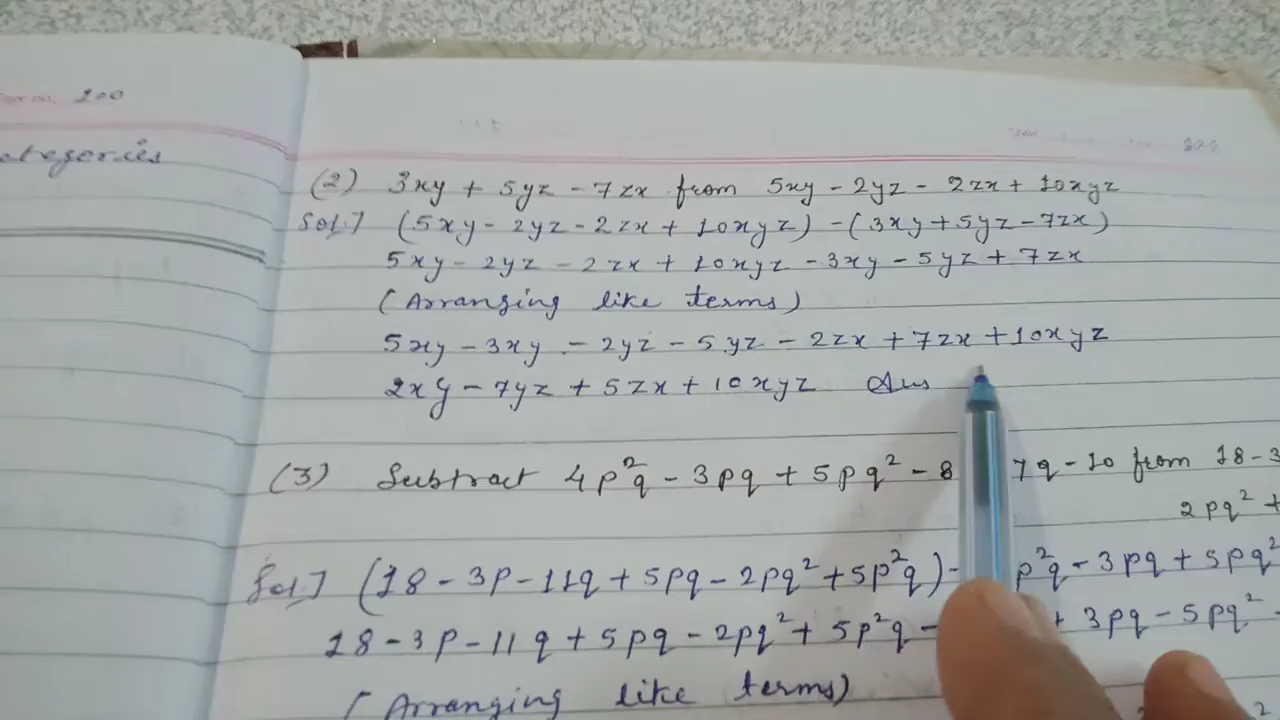 200
categories
(2) 3xy + 5yz - 7zx from 5xy - 2yz - 2zx + 10xyz
Sol.] (5xy - 2yz - 2zx + 10xyz) - (3xy + 5yz - 7zx)
5xy - 2yz - 2zx + 10xyz - 3xy - 5yz + 7zx
(Arranging like terms)
5xy - 3xy - 2yz - 5yz - 2zx + 7zx + 10xyz
2xy - 7yz + 5zx + 10xyz Ans
(3) Subtract 4p²q - 3pq + 5pq² - 8 7q - 10 from 18 - 3
2pq² +
Sol.] (18 - 3p - 11q + 5pq - 2pq² + 5p²q) - p²q - 3pq + 5pq²
18 - 3p - 11q + 5pq - 2pq² + 5p²q - + 3pq - 5pq²
(Arranging like terms)